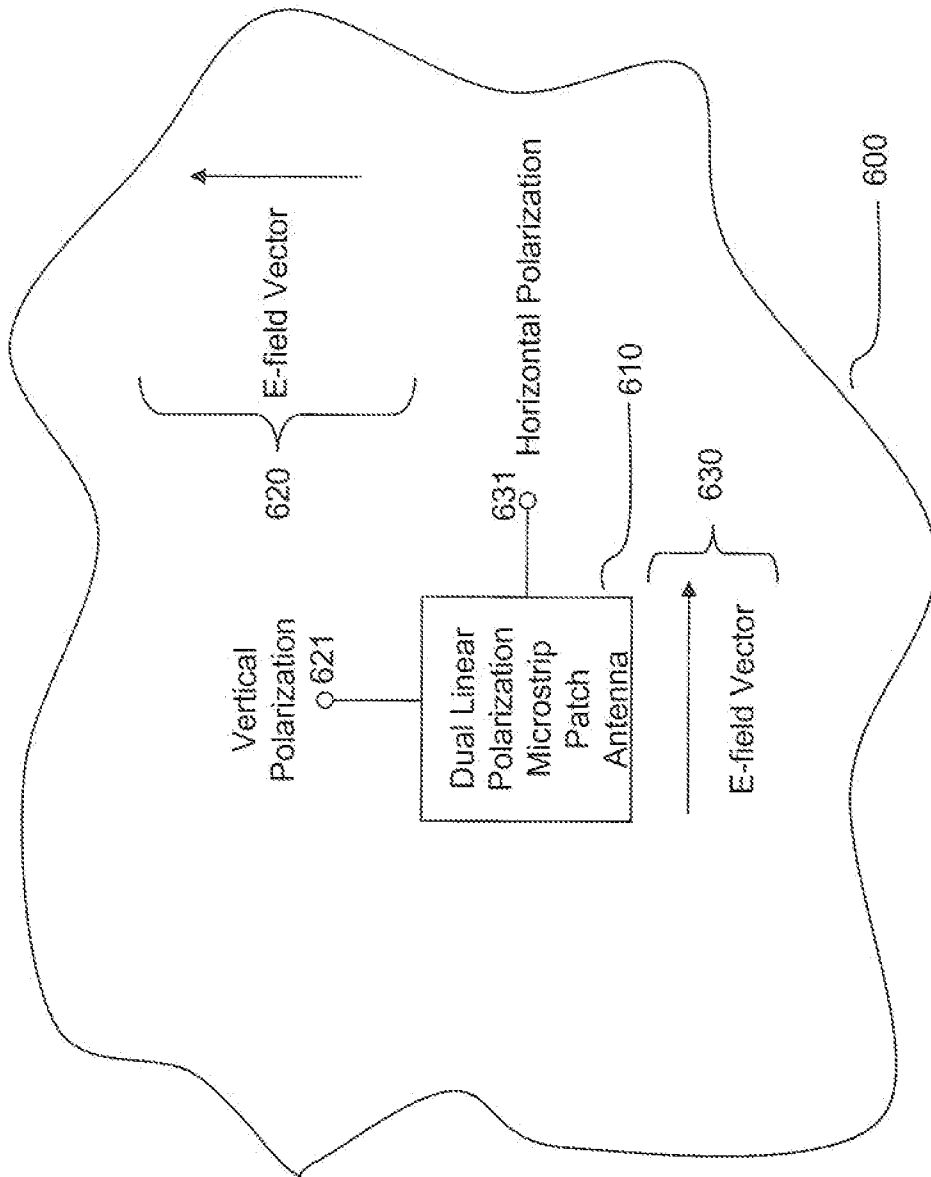 Vertical
Polarization
621
620
E-field Vector
Dual Linear
Polarization
Microstrip
Patch
Antenna
631
Horizontal Polarization
610
E-field Vector
630
600